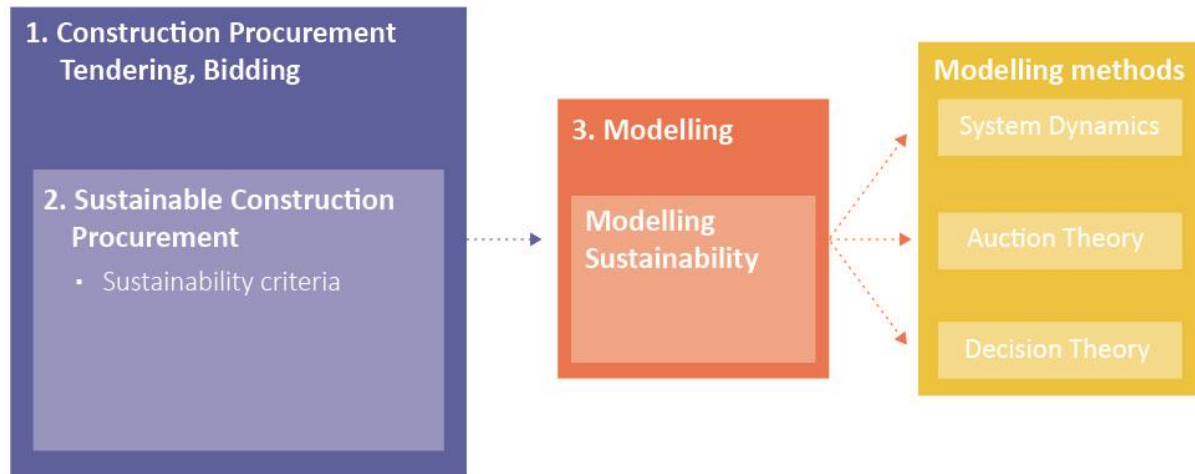 1. Construction Procurement
Tendering, Bidding
2. Sustainable Construction
Procurement
▪ Sustainability criteria
3. Modelling
Modelling
Sustainability
Modelling methods
System Dynamics
Auction Theory
Decision Theory